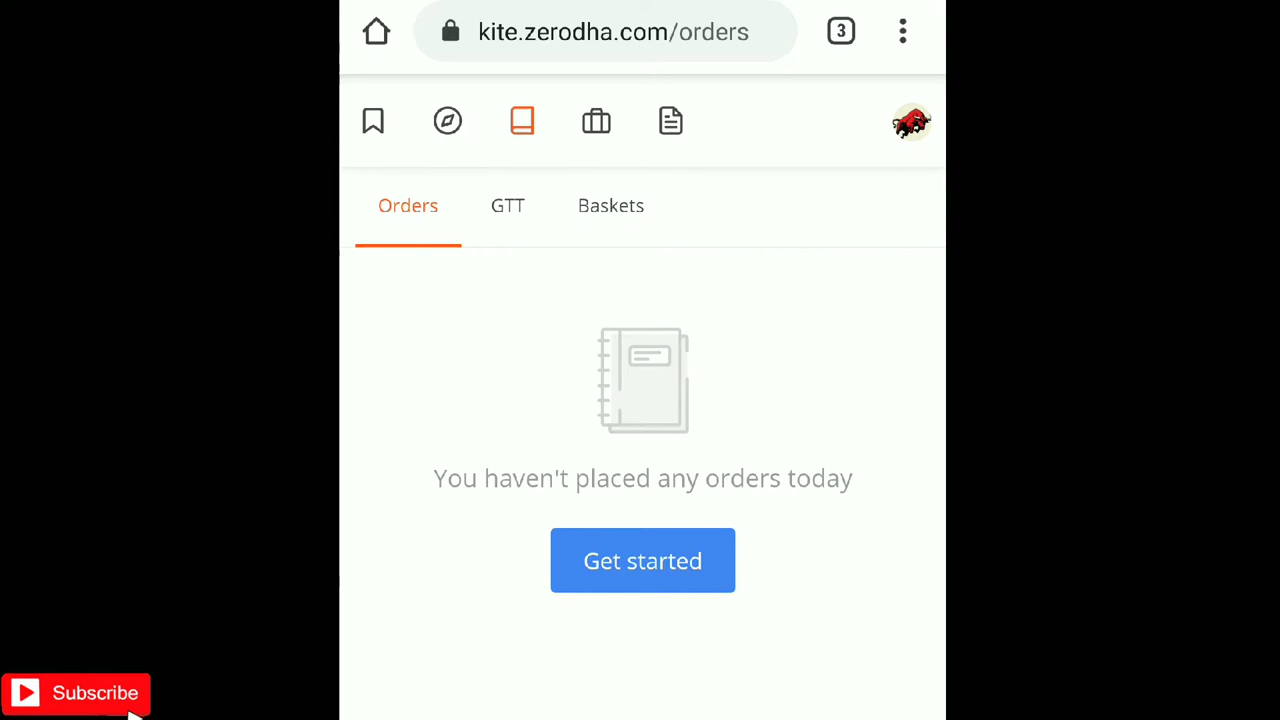 kite.zerodha.com/orders
3
Orders
GTT
Baskets
You haven't placed any orders today
Get started
Subscribe